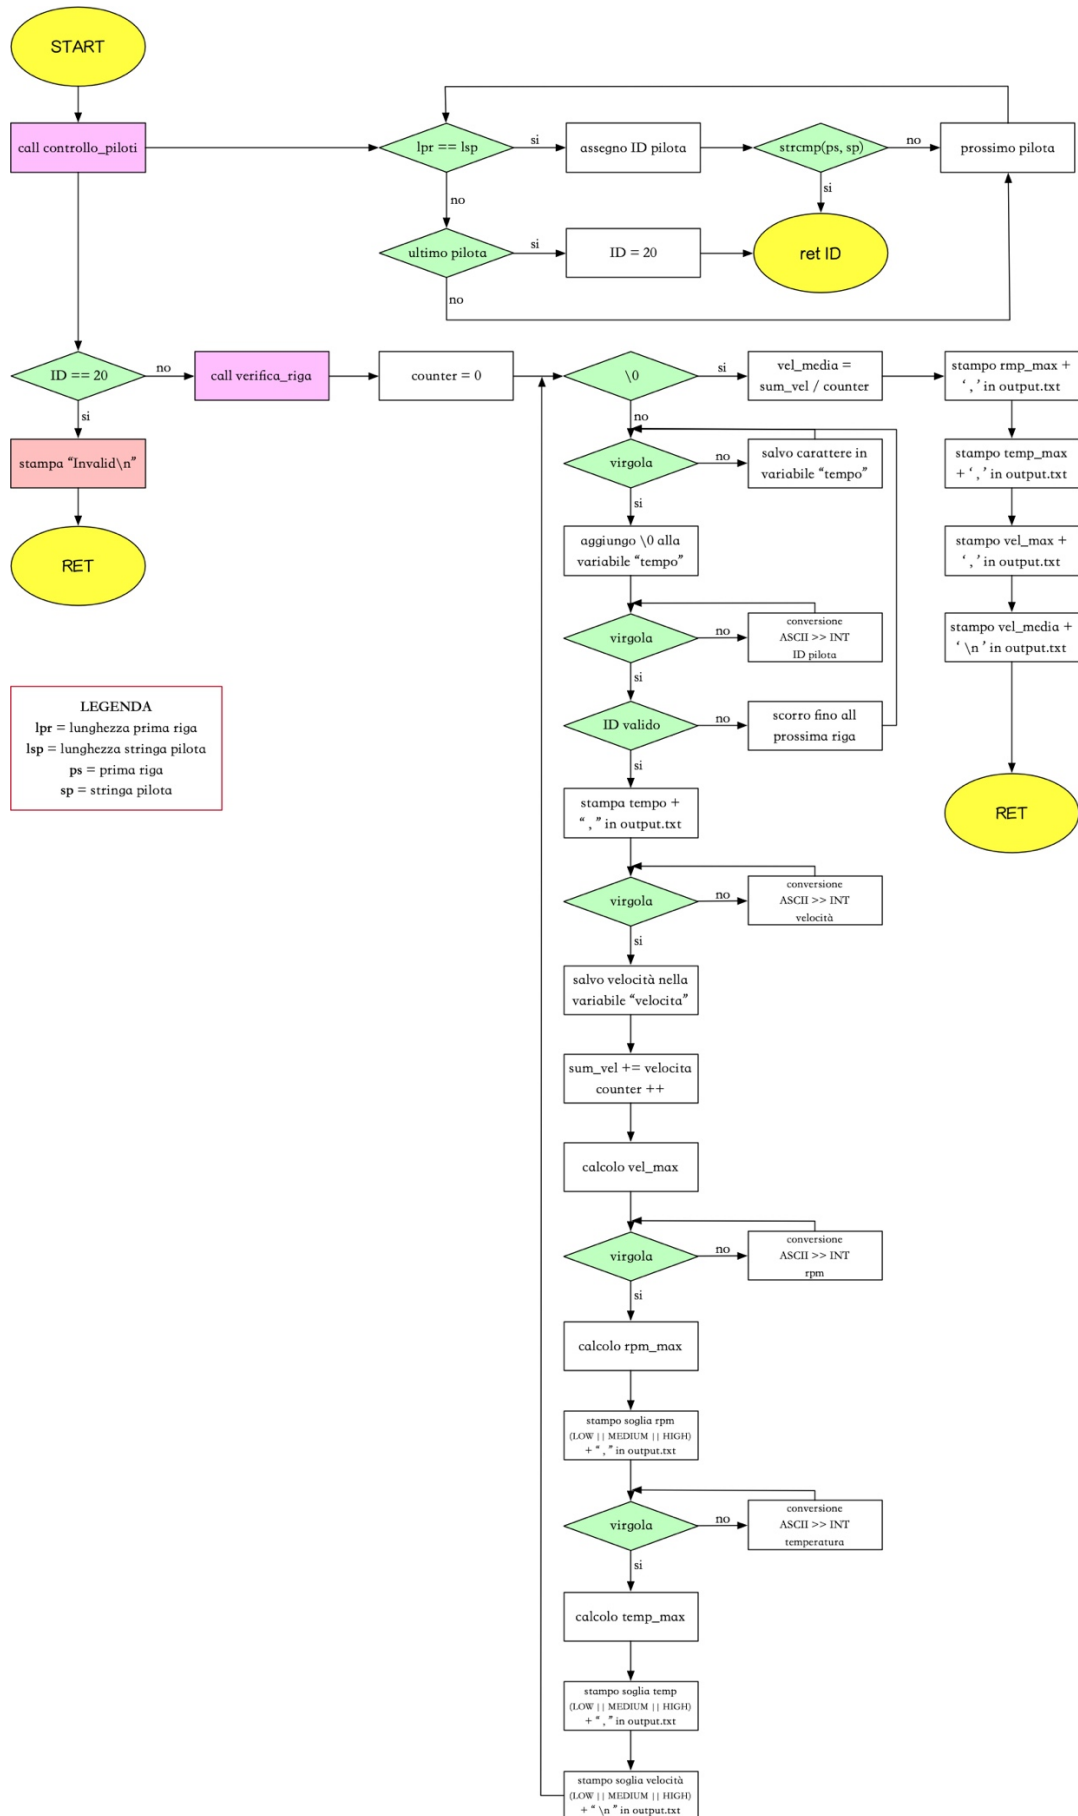 START
call controllo_piloti
lpr == lsp
si
assegno ID pilota
strcmp(ps, sp)
no
prossimo pilota
no
si
ultimo pilota
si
ID = 20
ret ID
no
ID == 20
no
call verifica_riga
counter = 0
\0
si
vel_media =
sum_vel / counter
stampo rmp_max +
‘ , ’ in output.txt
si
no
stampa “Invalid\n”
virgola
no
salvo carattere in
variabile “tempo”
stampo temp_max
+ ‘ , ’ in output.txt
si
RET
aggiungo \0 alla
variabile “tempo”
stampo vel_max +
‘ , ’ in output.txt
virgola
no
conversione
ASCII >> INT
ID pilota
stampo vel_media +
‘ \n ’ in output.txt
si
LEGENDA
lpr = lunghezza prima riga
lsp = lunghezza stringa pilota
ps = prima riga
sp = stringa pilota
ID valido
no
scorro fino all
prossima riga
si
stampa tempo +
“ , ” in output.txt
RET
virgola
no
conversione
ASCII >> INT
velocità
si
salvo velocità nella
variabile “velocita”
sum_vel += velocita
counter ++
calcolo vel_max
virgola
no
conversione
ASCII >> INT
rpm
si
calcolo rpm_max
stampo soglia rpm
(LOW || MEDIUM || HIGH)
+ “ , ” in output.txt
virgola
no
conversione
ASCII >> INT
temperatura
si
calcolo temp_max
stampo soglia temp
(LOW || MEDIUM || HIGH)
+ “ , ” in output.txt
stampo soglia velocità
(LOW || MEDIUM || HIGH)
+ “ \n ” in output.txt